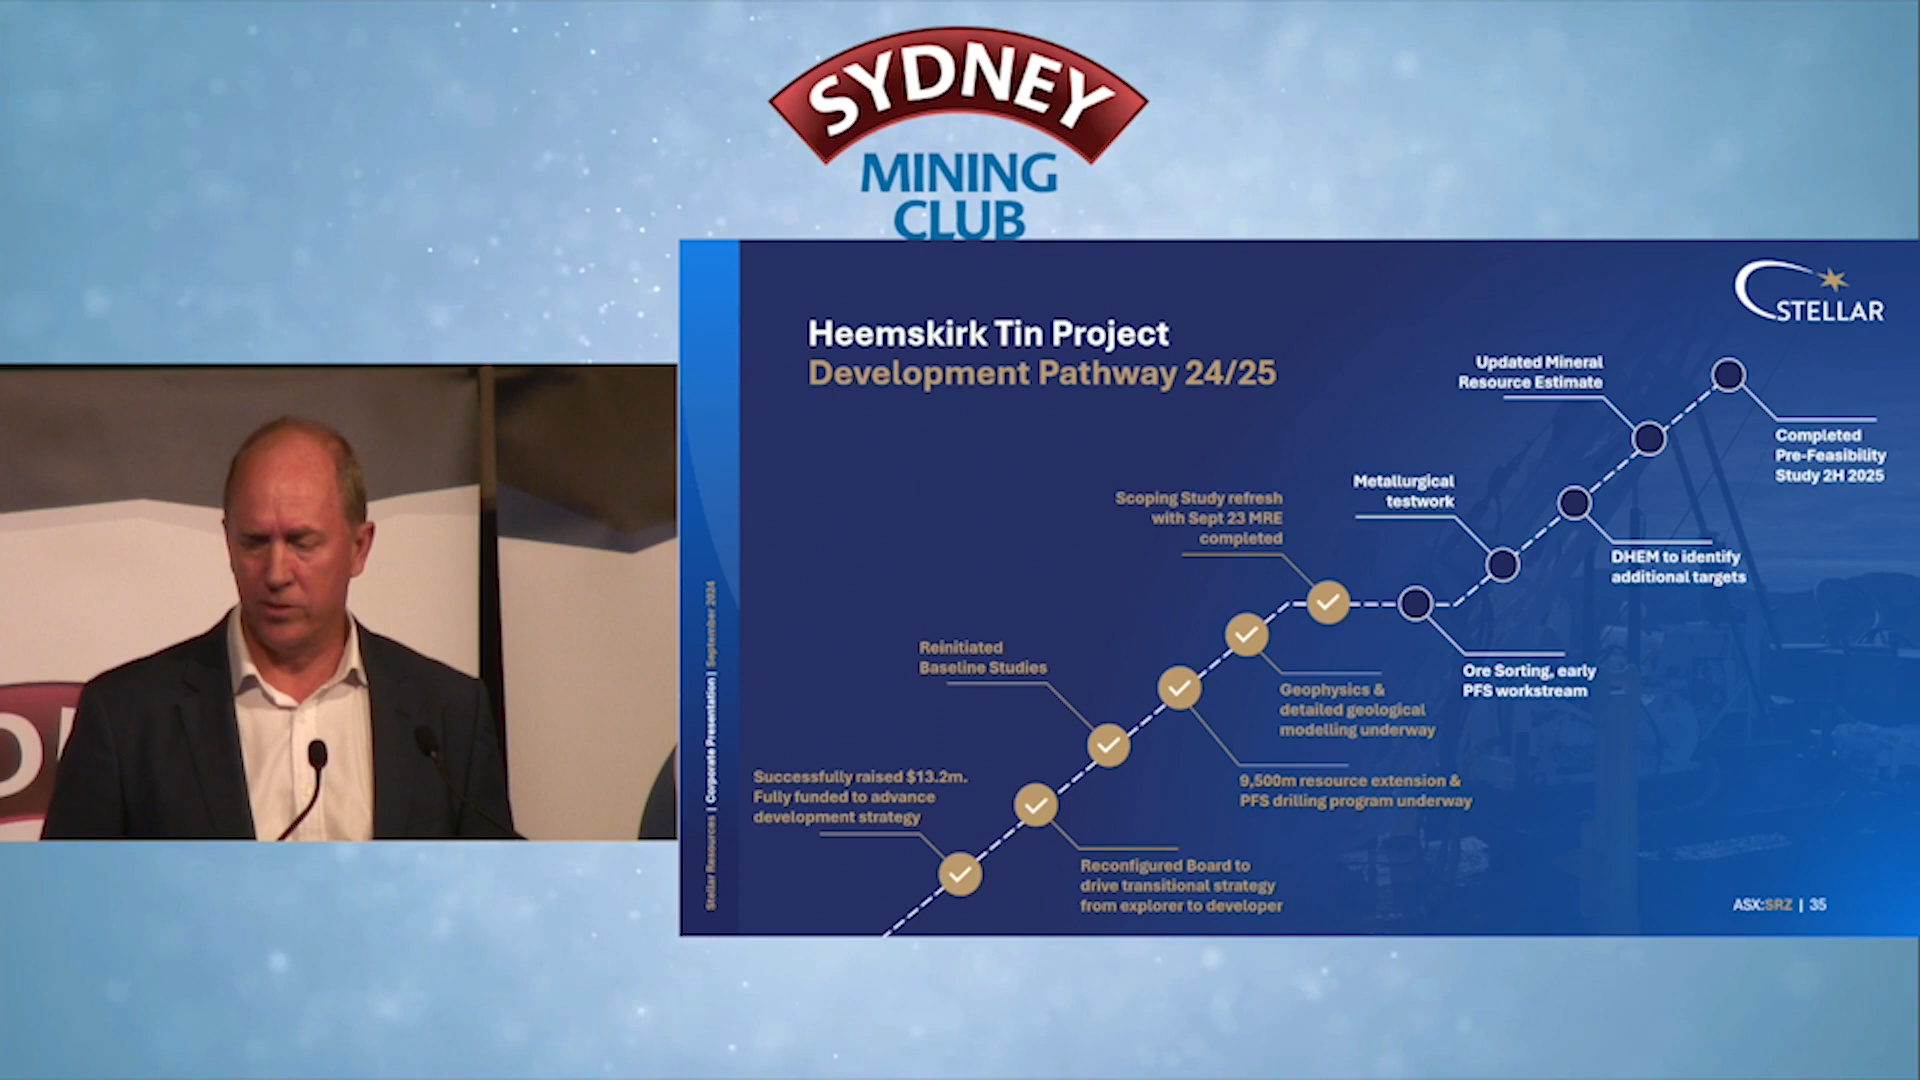 SYDNEY
MINING
CLUB
STELLAR
Heemskirk Tin Project
Development Pathway 24/25
Updated Mineral
Resource Estimate
Completed
Pre-Feasibility
Study 2H 2025
Metallurgical
testwork
DHEM to identify
additional targets
Scoping Study refresh
with Sept 23 MRE
completed
Ore Sorting, early
PFS workstream
Reinitiated
Baseline Studies
Geophysics &
detailed geological
modelling underway
9,500m resource extension &
PFS drilling program underway
Successfully raised $13.2m.
Fully funded to advance
development strategy
Reconfigured Board to
drive transitional strategy
from explorer to developer
Stellar Resources | Corporate Presentation | September 2024
ASX:SRZ | 35